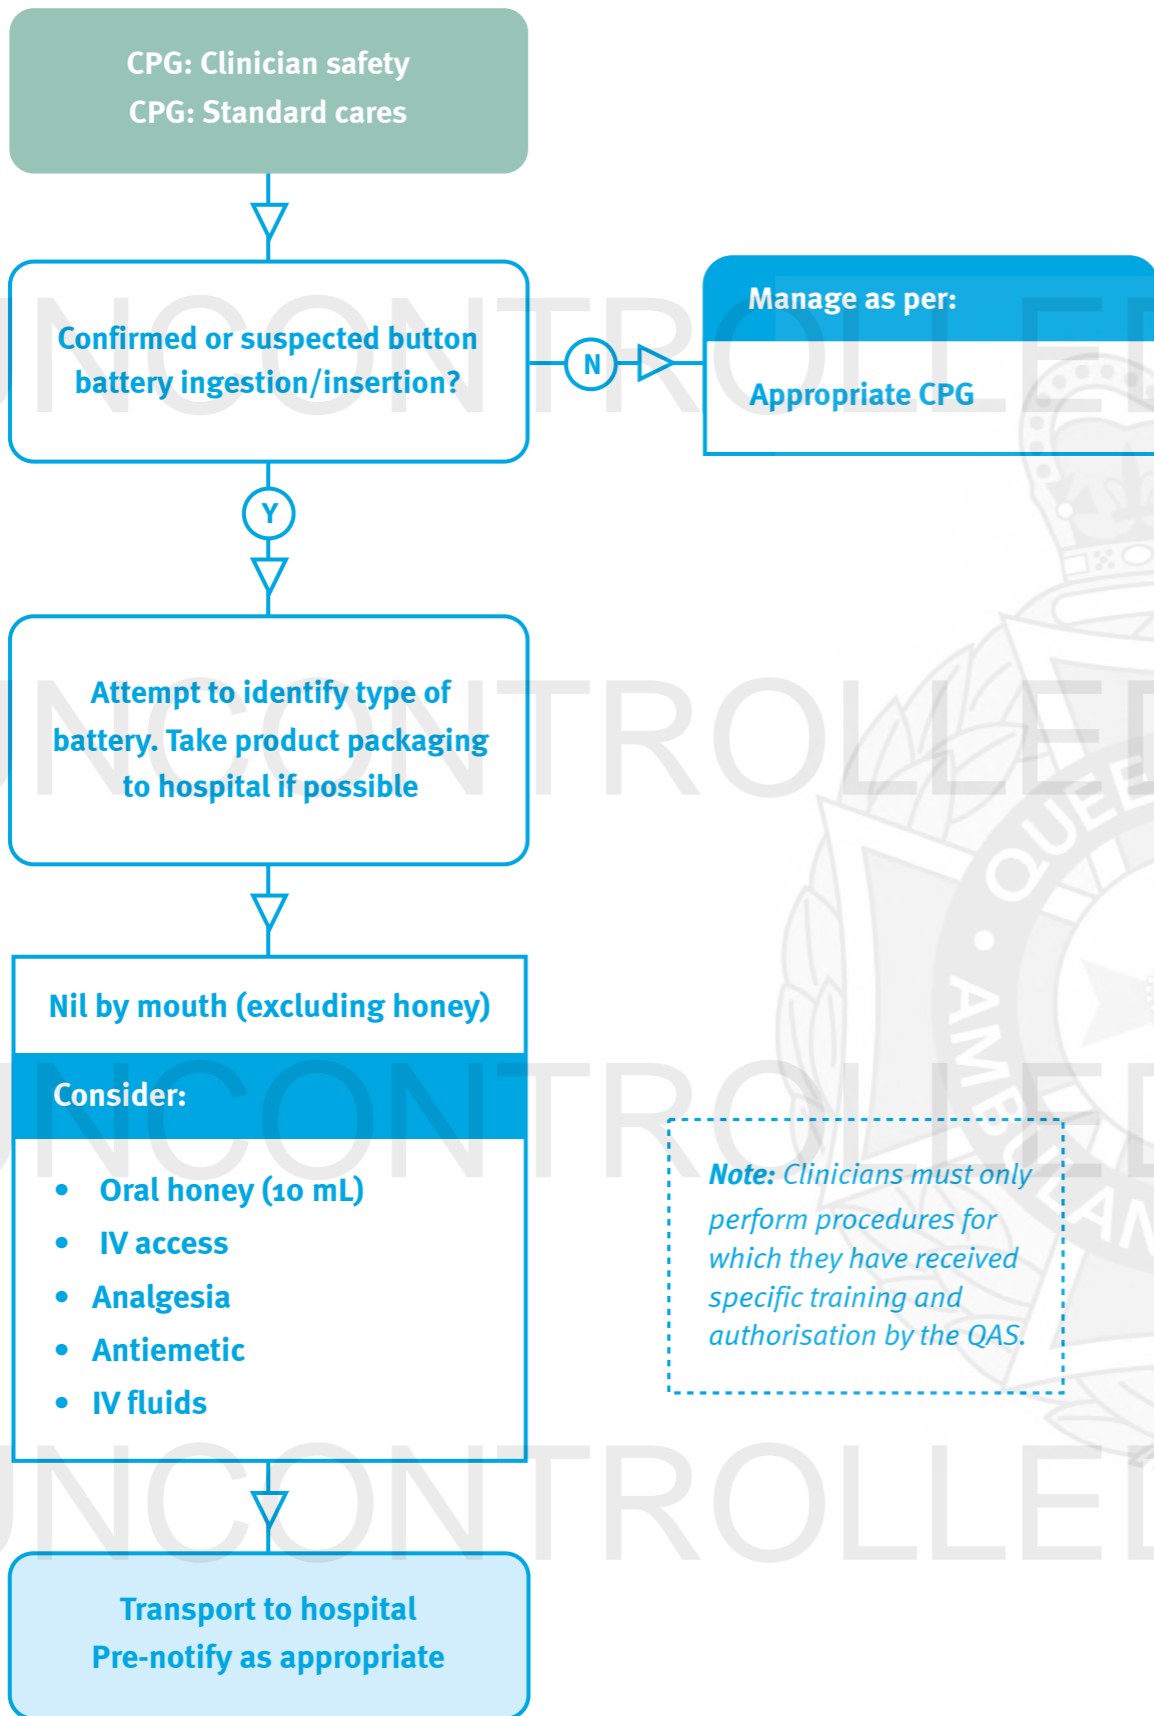 CPG: Clinician safety
CPG: Standard cares
Confirmed or suspected button
battery ingestion/insertion?
N
Manage as per:
Appropriate CPG
UNCONTROLLED
Y
Attempt to identify type of
battery. Take product packaging
to hospital if possible
UNCONTROLLED
Nil by mouth (excluding honey)
Consider:
UNCONTROLLED
• Oral honey (10 mL)
• IV access
• Analgesia
• Antiemetic
• IV fluids
Note: Clinicians must only
perform procedures for
which they have received
specific training and
authorisation by the QAS.
UNCONTROLLED
Transport to hospital
Pre-notify as appropriate